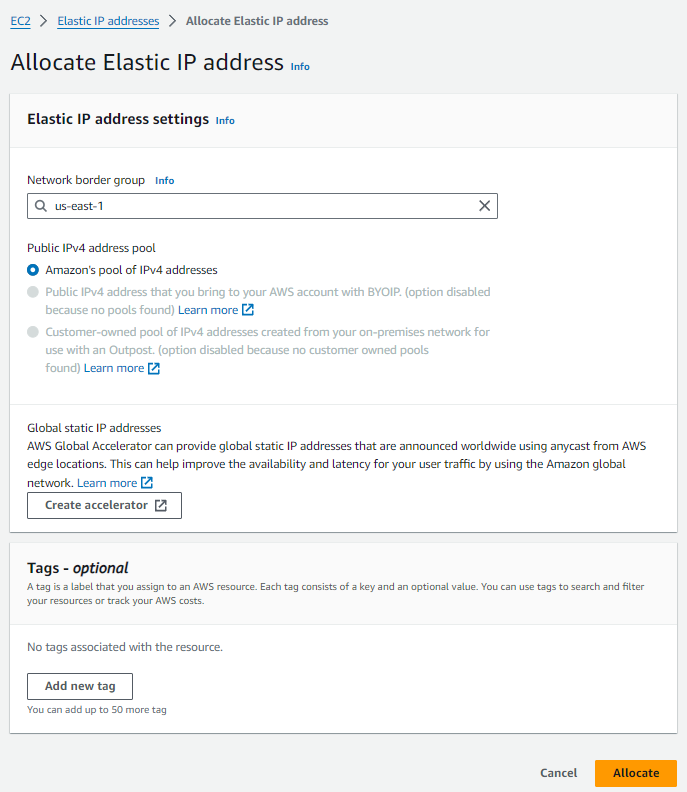 EC2 > Elastic IP addresses > Allocate Elastic IP address
Allocate Elastic IP address Info
Elastic IP address settings Info
Network border group Info
us-east-1
Public IPv4 address pool
Amazon's pool of IPv4 addresses
Public IPv4 address that you bring to your AWS account with BYOIP. (option disabled
because no pools found) Learn more
Customer-owned pool of IPv4 addresses created from your on-premises network for
use with an Outpost. (option disabled because no customer owned pools
found) Learn more
Global static IP addresses
AWS Global Accelerator can provide global static IP addresses that are announced worldwide using anycast from AWS
edge locations. This can help improve the availability and latency for your user traffic by using the Amazon global
network. Learn more
Create accelerator
Tags - optional
A tag is a label that you assign to an AWS resource. Each tag consists of a key and an optional value. You can use tags to search and filter
your resources or track your AWS costs.
No tags associated with the resource.
Add new tag
You can add up to 50 more tag
Cancel Allocate